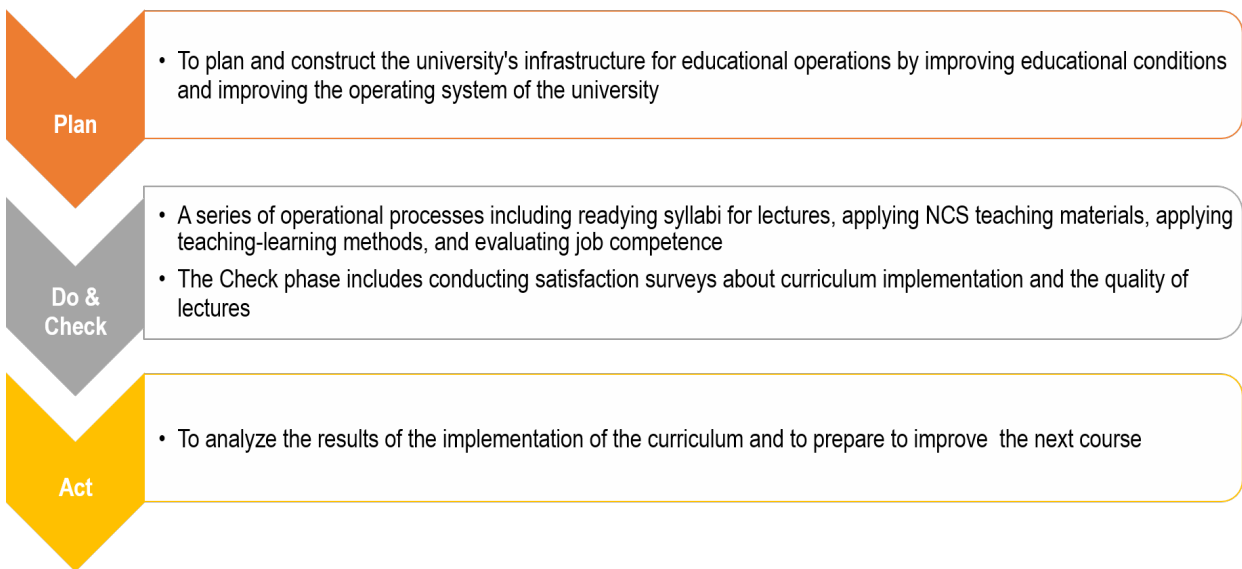 Plan
• To plan and construct the university's infrastructure for educational operations by improving educational conditions
and improving the operating system of the university
Do &
Check
• A series of operational processes including readying syllabi for lectures, applying NCS teaching materials, applying
teaching-learning methods, and evaluating job competence
• The Check phase includes conducting satisfaction surveys about curriculum implementation and the quality of
lectures
Act
• To analyze the results of the implementation of the curriculum and to prepare to improve  the next course